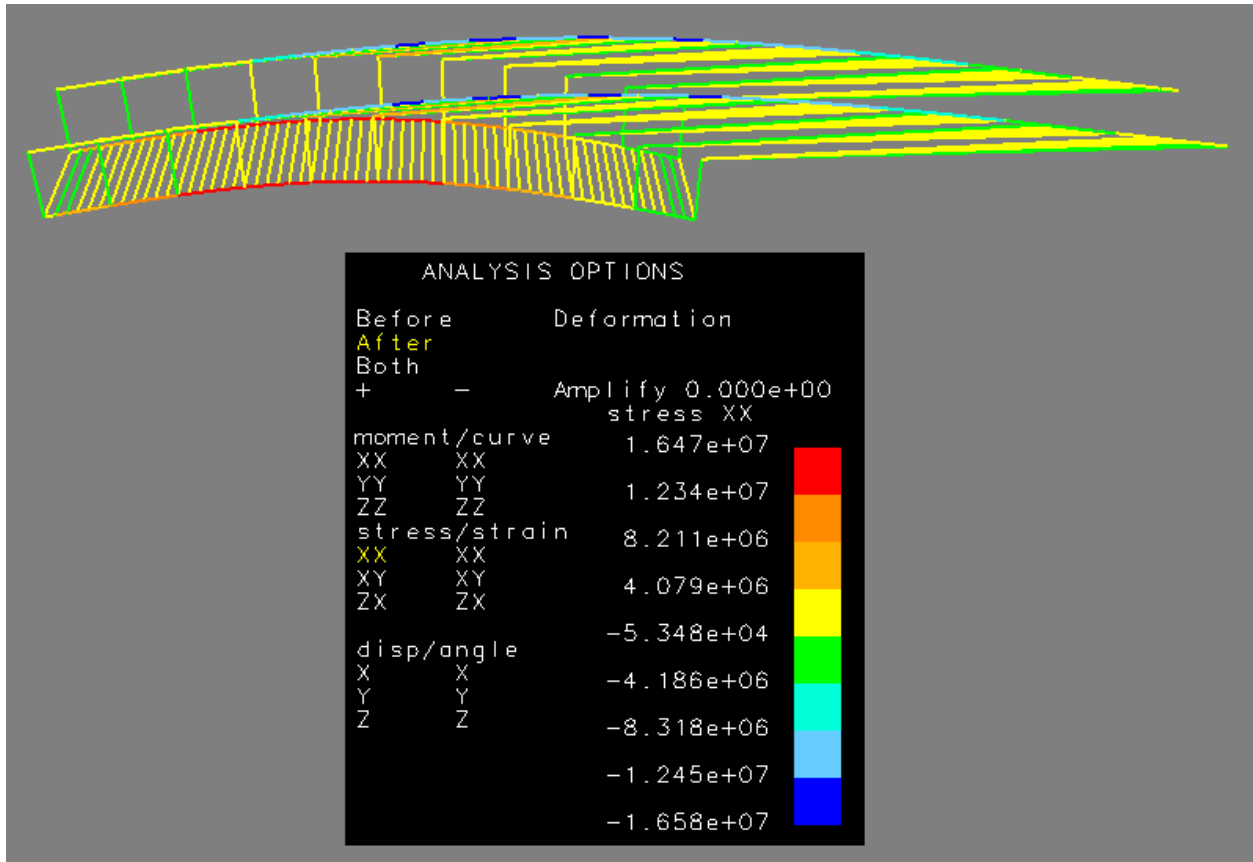 ANALYSIS OPTIONS
Before Deformation
After
Both
+ - Amplify 0.000e+00
stress XX
moment/curve 1.647e+07
XX XX
YY YY 1.234e+07
ZZ ZZ
stress/strain 8.211e+06
XX XX
XY XY 4.079e+06
ZX ZX
-5.348e+04
disp/angle
X X -4.186e+06
Y Y
Z Z -8.318e+06
-1.245e+07
-1.658e+07